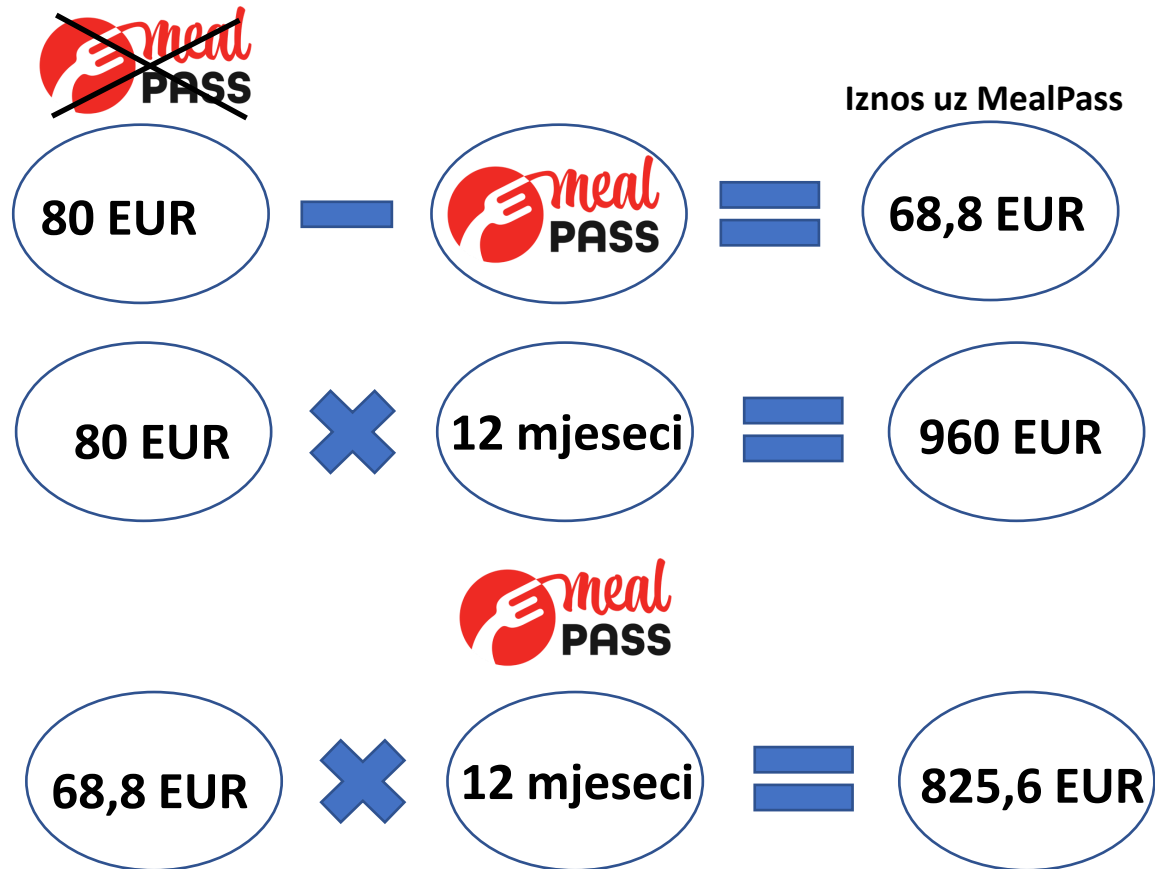 meal
PASS
Iznos uz MealPass
80 EUR
meal
PASS
68,8 EUR
80 EUR
12 mjeseci
960 EUR
meal
PASS
68,8 EUR
12 mjeseci
825,6 EUR